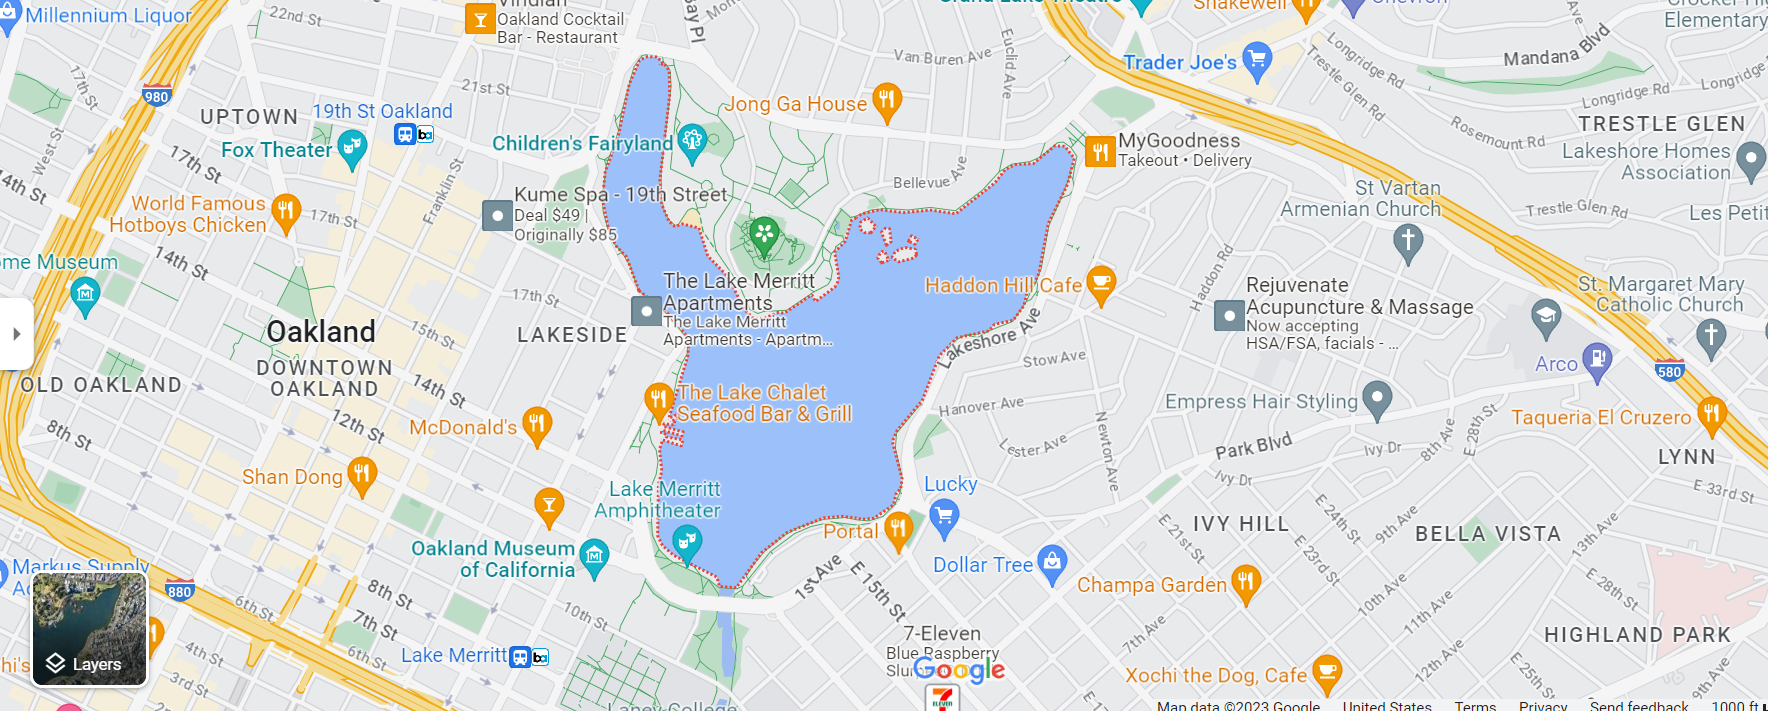 Millennium Luquor
22nd St
Viridian
Oakland Cocktail
Bar - Restaurant
Bay Pl
Grand Lake Theatre
Shakewell
Chevron
Crocker Hi
Elementary
Mandana Blvd
Van Buren Ave
Euclid Ave
Trader Joe's
Longridge Rd
Trestle Glen Rd
Longridge Rd
Longridge
17th St
980
21st St
UPTOWN
19th St Oakland
Fox Theater
Jong Ga House
Children's Fairyland
MyGoodness
Takeout • Delivery
Rosemount Rd
TRESTLE GLEN
Lakeshore Homes
Association
West St
17th St
14th St
Franklin St
World Famous
Hotboys Chicken
17th St
Kume Spa - 19th Street
Deal $49 |
Originally $85
Bellevue Ave
St Vartan
Armenian Church
Trestle Glen Rd
Les Petit
ome Museum
14th St
17th St
The Lake Merritt
Apartments
The Lake Merritt
Apartments - Apartm...
Haddon Hill Cafe
Haddon Rd
Rejuvenate
Acupuncture & Massage
Now accepting
HSA/FSA, facials - ...
St. Margaret Mary
Catholic Church
Oakland
15th St
LAKESIDE
Lakeshore Ave
Stow Ave
Arco
580
DOWNTOWN
OAKLAND
OLD OAKLAND
14th St
12th St
The Lake Chalet
Seafood Bar & Grill
Hanover Ave
Newton Ave
Empress Hair Styling
Taqueria El Cruzero
8th St
McDonald's
Lester Ave
Park Blvd
Ivy Dr
8th Ave
E 28th St
LYNN
Shan Dong
Lake Merritt
Amphitheater
Lucky
Ivy Dr
E 33rd St
Portal
E 21st St
IVY HILL
E 24th St
9th Ave
E 23rd St
BELLA VISTA
13th Ave
Oakland Museum
of California
Dollar Tree
Markus Supply
880
8th St
1st Ave
E 15th St
Champa Garden
10th Ave
E 28th St
6th St
7th St
10th St
7th Ave
11th Ave
7-Eleven
Blue Raspberry
HIGHLAND PARK
Layers
6th St
Lake Merritt
Google
3rd St
Xochi the Dog, Cafe
12th Ave
E 25th St
9th Ave
Laney College
7
ELEVEN
Map data ©2023 Google
United States
Terms
Privacy
Send feedback
1000 ft